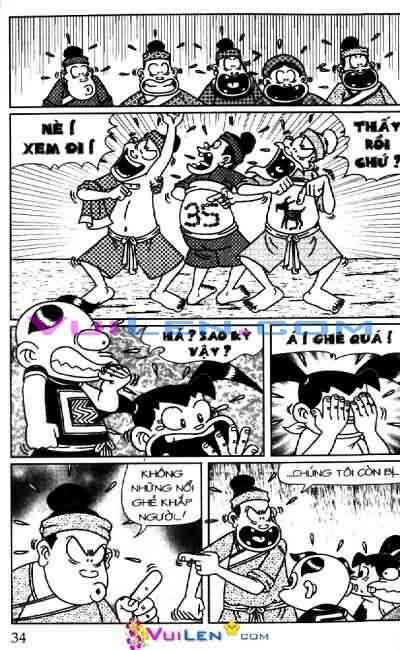 NÈ!
XEM ĐI!
THẤY
RỒI
CHỨ?
35
VUILEN.COM
HẢ? SAO KỲ
VẬY?
Á! GHÊ QUÁ!
KHÔNG
NHỮNG NỔI
GHẺ KHẮP
NGƯỜI..!
...CHÚNG TÔI CÒN BỊ...
34
VUILEN.COM